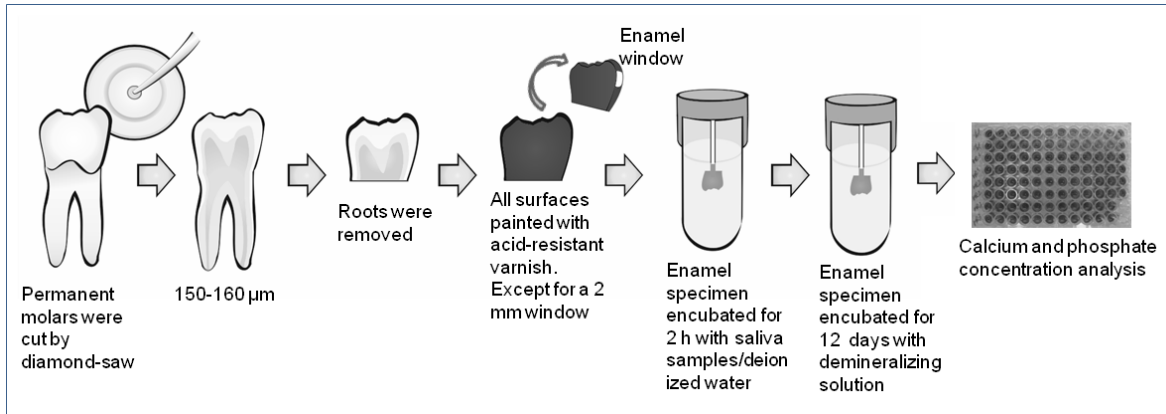 Enamel
window
Permanent
molars were
cut by
diamond-saw
150-160 µm
Roots were
removed
All surfaces
painted with
acid-resistant
varnish.
Except for a 2
mm window
Enamel
specimen
encubated for
2 h with saliva
samples/deion
ized water
Enamel
specimen
encubated for
12 days with
demineralizing
solution
Calcium and phosphate
concentration analysis